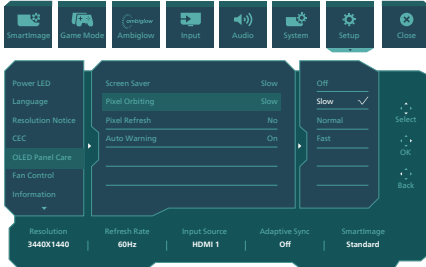 ambiglow
SmartImage
Game Mode
Ambiglow
Input
Audio
System
Setup
Close
Power LED
Language
Resolution Notice
CEC
OLED Panel Care
Fan Control
Information
Screen Saver Slow
Pixel Orbiting Slow
Pixel Refresh No
Auto Warning On
Off
Slow
Normal
Fast
Select
OK
Back
Resolution Refresh Rate Input Source Adaptive Sync SmartImage
3440X1440 60Hz HDMI 1 Off Standard